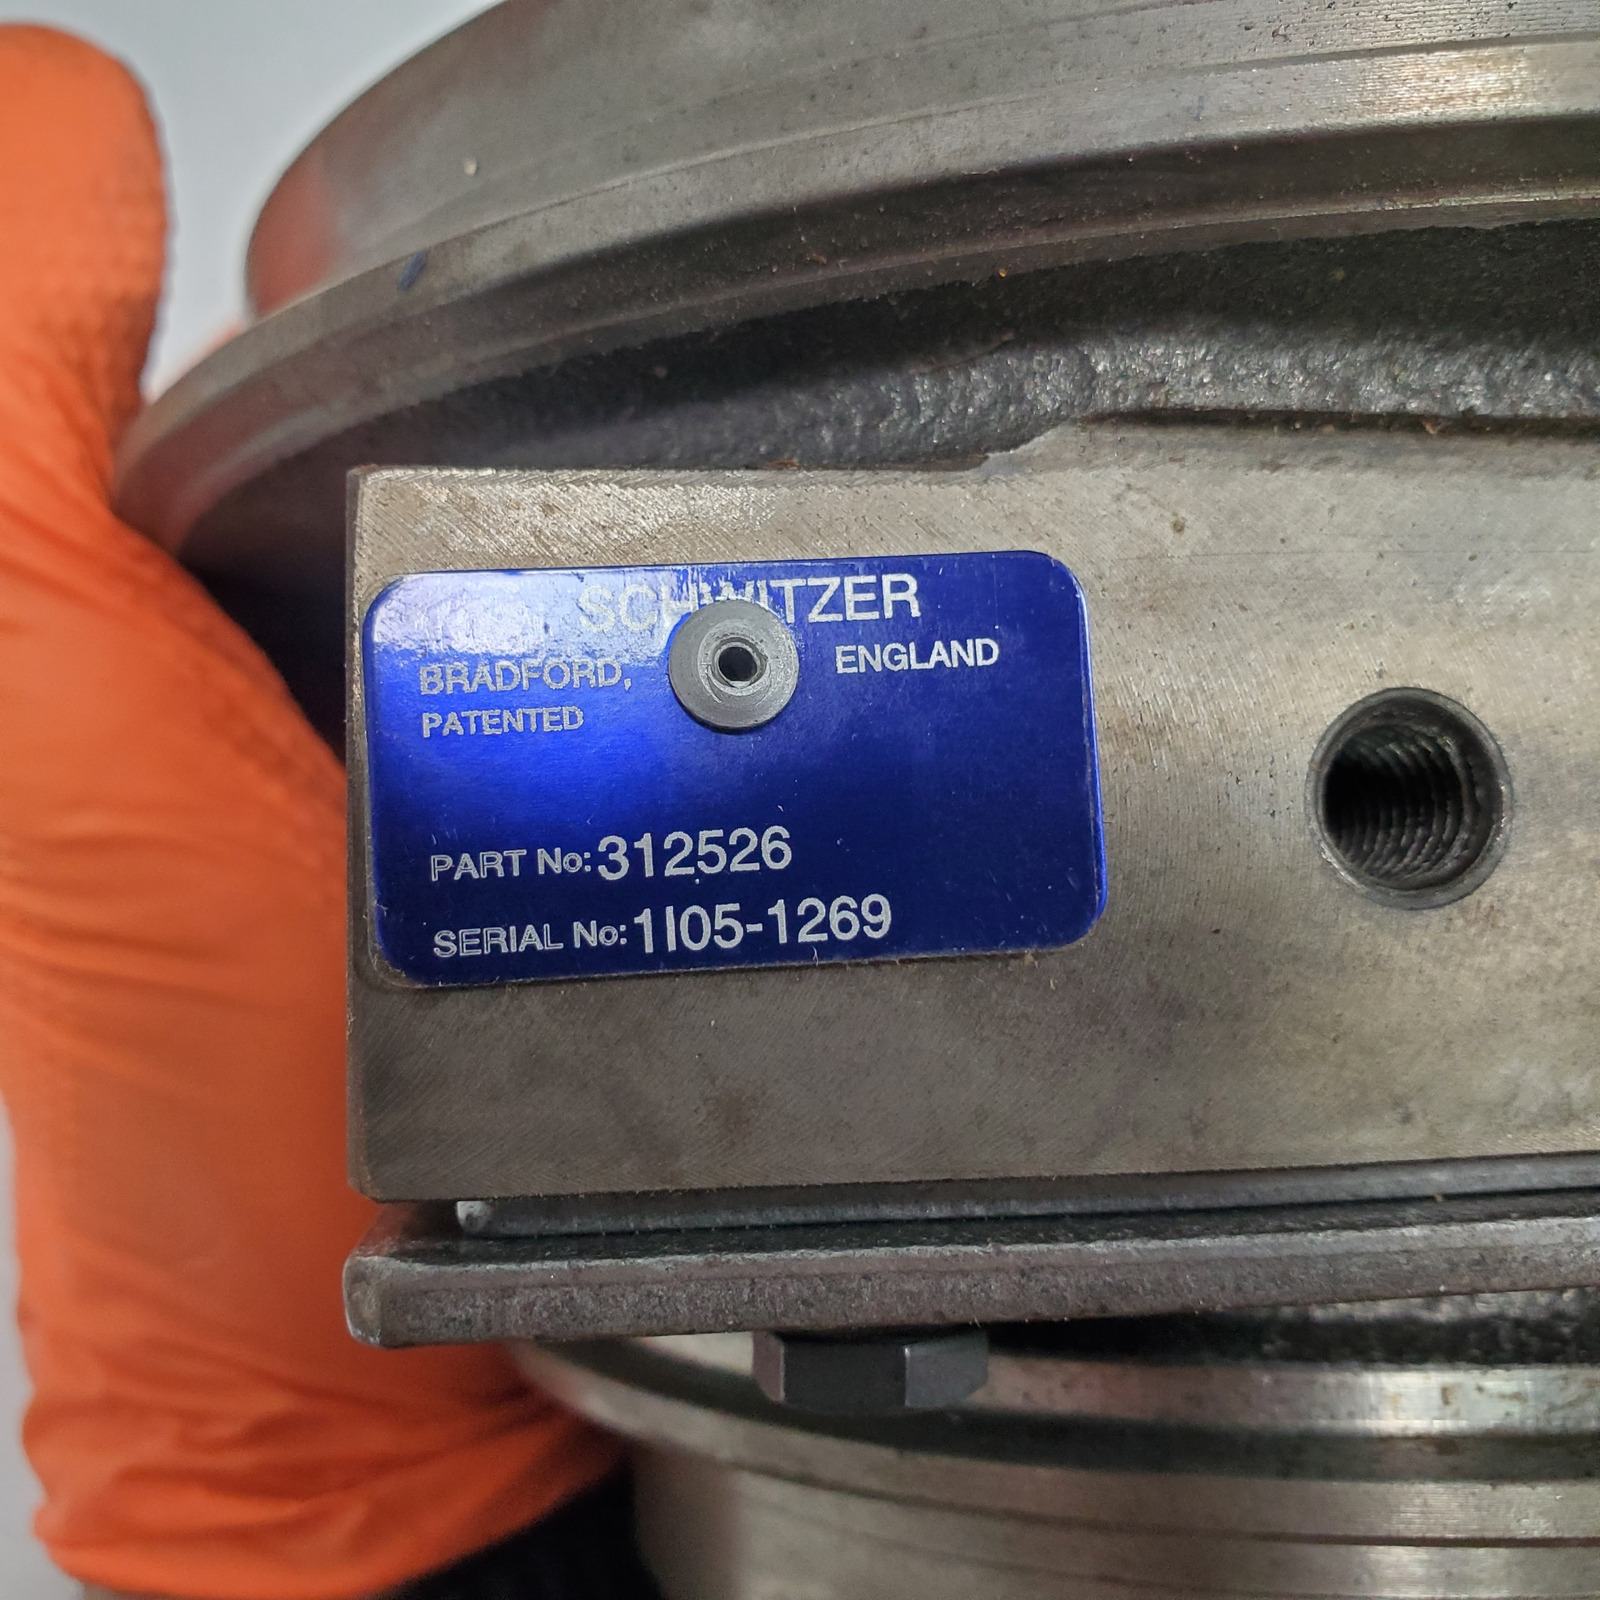 SCHWITZER
BRADFORD, ENGLAND
PATENTED
PART No: 312526
SERIAL No: 1I05-1269